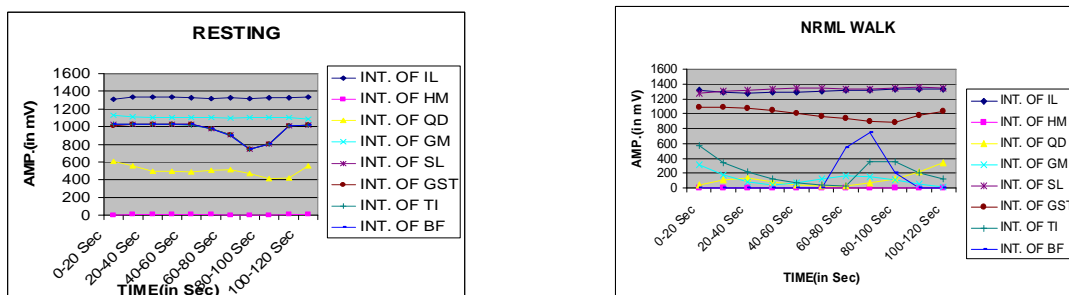 RESTING
AMP.(in mV)
1600
1400
1200
1000
800
600
400
200
0
0-20 Sec
20-40 Sec
40-60 Sec
60-80 Sec
80-100 Sec
100-120 Sec
TIME(in Sec)
INT. OF IL
INT. OF HM
INT. OF QD
INT. OF GM
INT. OF SL
INT. OF GST
INT. OF TI
INT. OF BF
NRML WALK
AMP.(in mV)
1600
1400
1200
1000
800
600
400
200
0
0-20 Sec
20-40 Sec
40-60 Sec
60-80 Sec
80-100 Sec
100-120 Sec
TIME(in Sec)
INT. OF IL
INT. OF HM
INT. OF QD
INT. OF GM
INT. OF SL
INT. OF GST
INT. OF TI
INT. OF BF